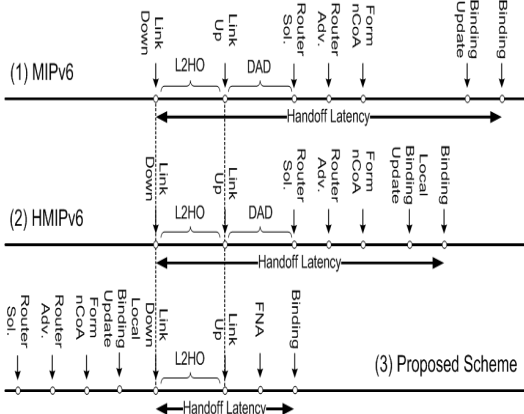 Link
Down
Link
Up
Router
Sol.
Router
Adv.
Form
nCoA
Binding
Update
Binding
L2HO
DAD
(1) MIPv6
Handoff Latency
Link
Down
Link
Up
Router
Sol.
Router
Adv.
Form
nCoA
Local
Binding
Update
Binding
L2HO
DAD
(2) HMIPv6
Handoff Latency
Router
Sol.
Router
Adv.
Form
nCoA
Local
Binding
Update
Link
Down
Link
Up
FNA
Binding
L2HO
(3) Proposed Scheme
Handoff Latency